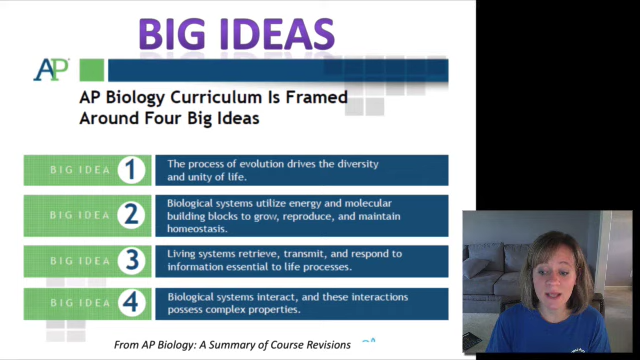 BIG IDEAS
AP
AP Biology Curriculum Is Framed
Around Four Big Ideas
BIG IDEA 1
The process of evolution drives the diversity
and unity of life.
BIG IDEA 2
Biological systems utilize energy and molecular
building blocks to grow, reproduce, and maintain
homeostasis.
BIG IDEA 3
Living systems retrieve, transmit, and respond to
information essential to life processes.
BIG IDEA 4
Biological systems interact, and these interactions
possess complex properties.
From AP Biology: A Summary of Course Revisions